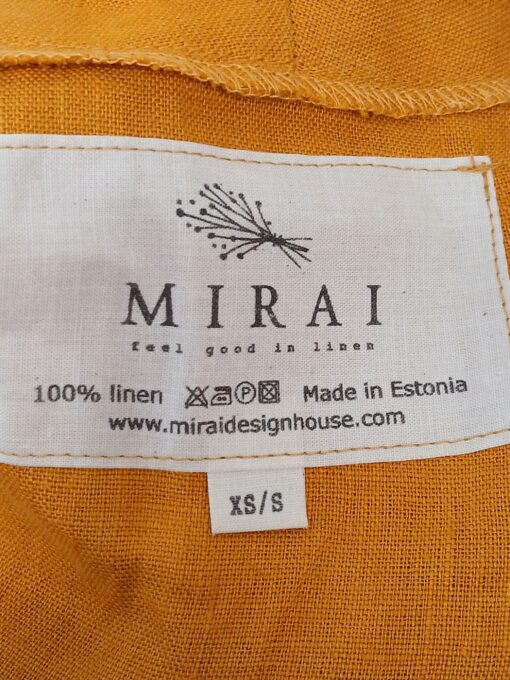 MIRAI
feel good in linen
100% linen Ⓟ Made in Estonia
www.miraidesignhouse.com
XS/S